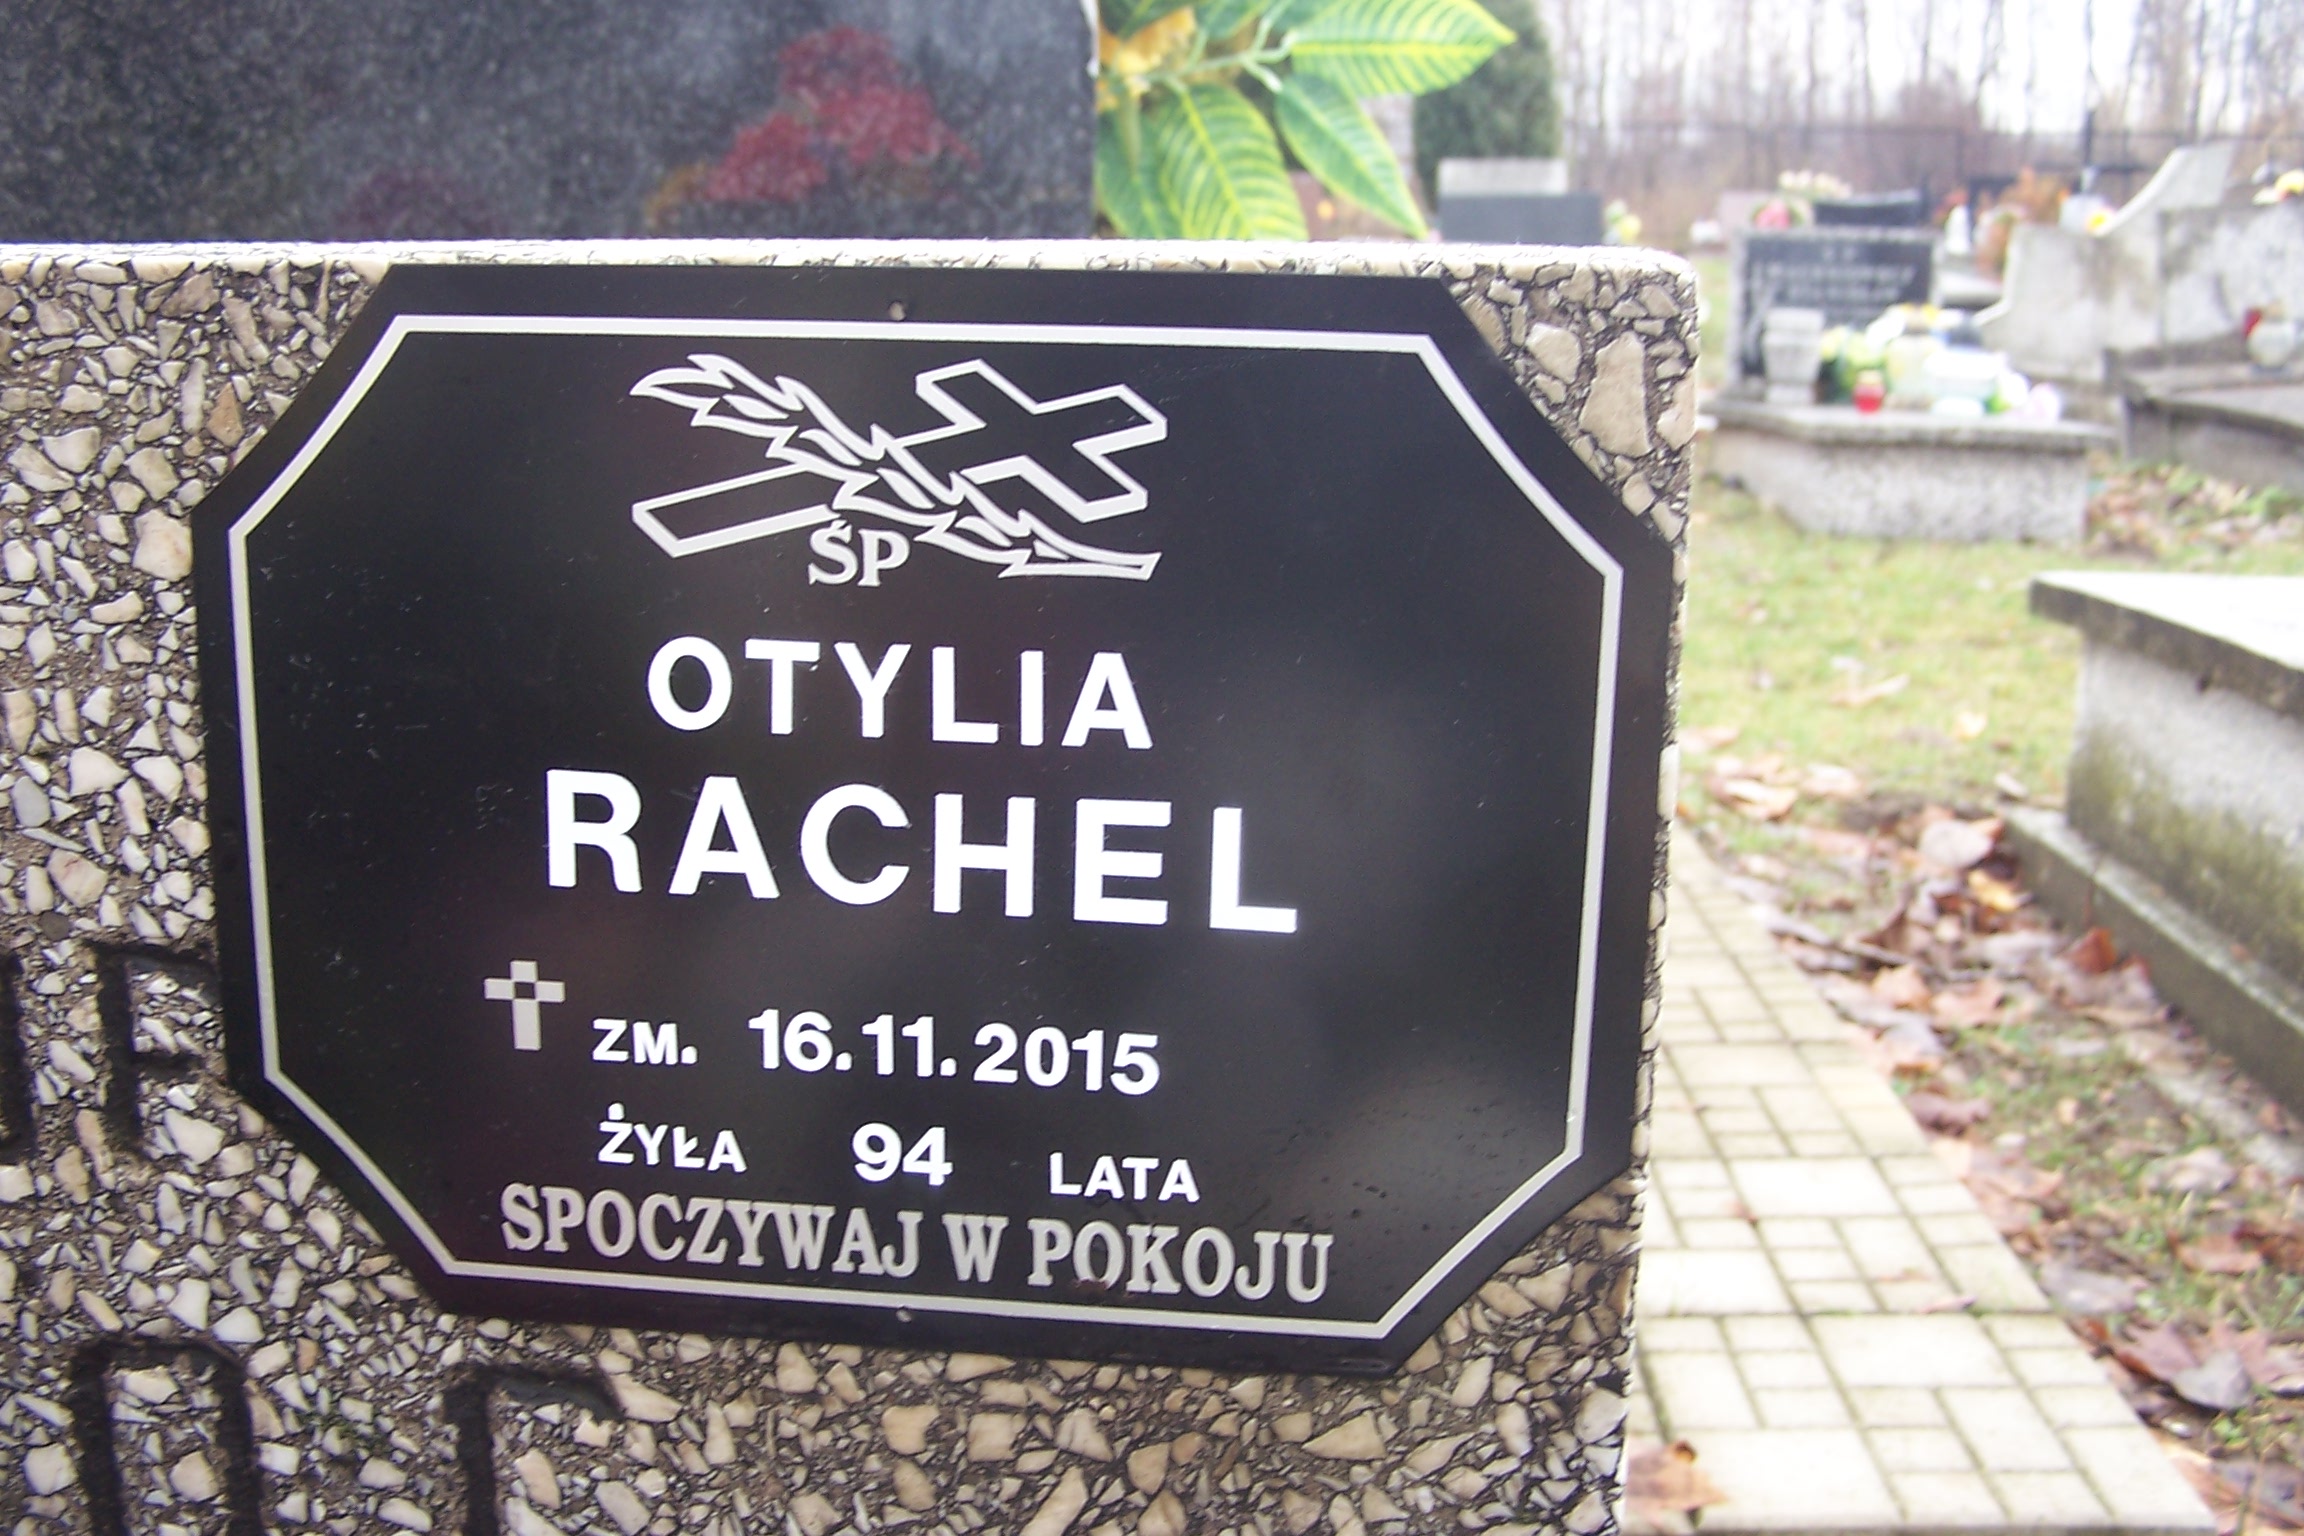 ŚP
OTYLIA
RACHEL
ZM. 16.11.2015
ŻYŁA 94 LATA
SPOCZYWAJ W POKOJU